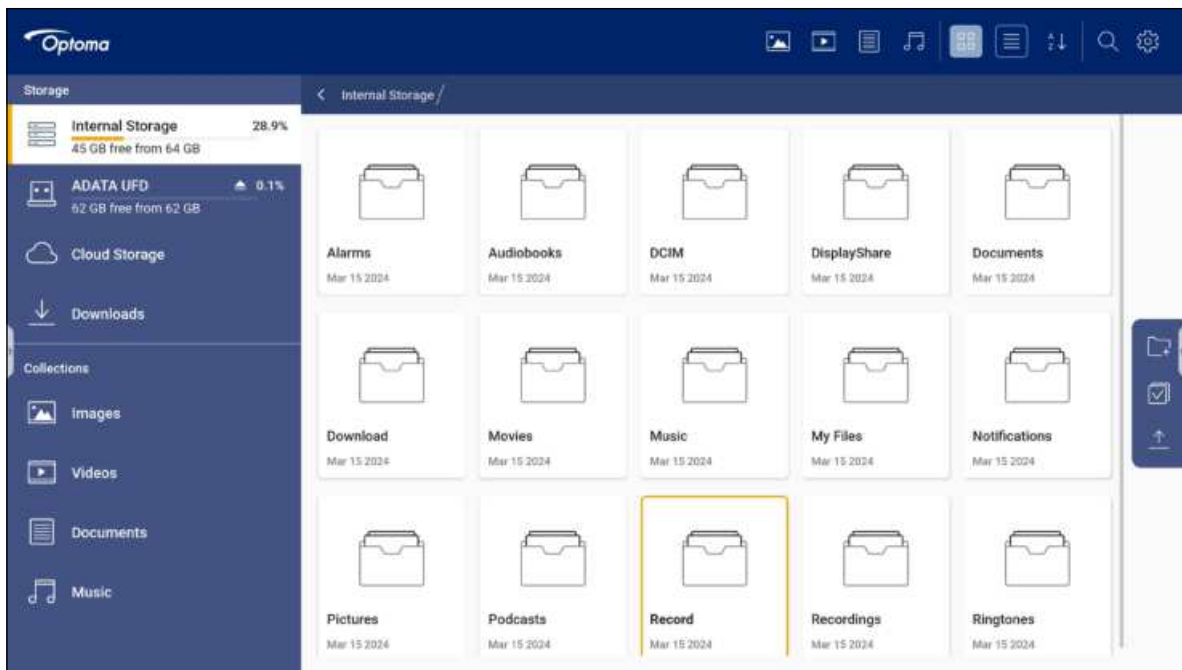 Optoma
Storage
Internal Storage 28.9%
45 GB free from 64 GB
ADATA UFD 0.1%
62 GB free from 62 GB
Cloud Storage
Downloads
Collections
Images
Videos
Documents
Music
Internal Storage /
Alarms Audiobooks DCIM DisplayShare Documents
Mar 15 2024 Mar 15 2024 Mar 15 2024 Mar 15 2024 Mar 15 2024
Download Movies Music My Files Notifications
Mar 15 2024 Mar 15 2024 Mar 15 2024 Mar 15 2024 Mar 15 2024
Pictures Podcasts Record Recordings Ringtones
Mar 15 2024 Mar 15 2024 Mar 15 2024 Mar 15 2024 Mar 15 2024